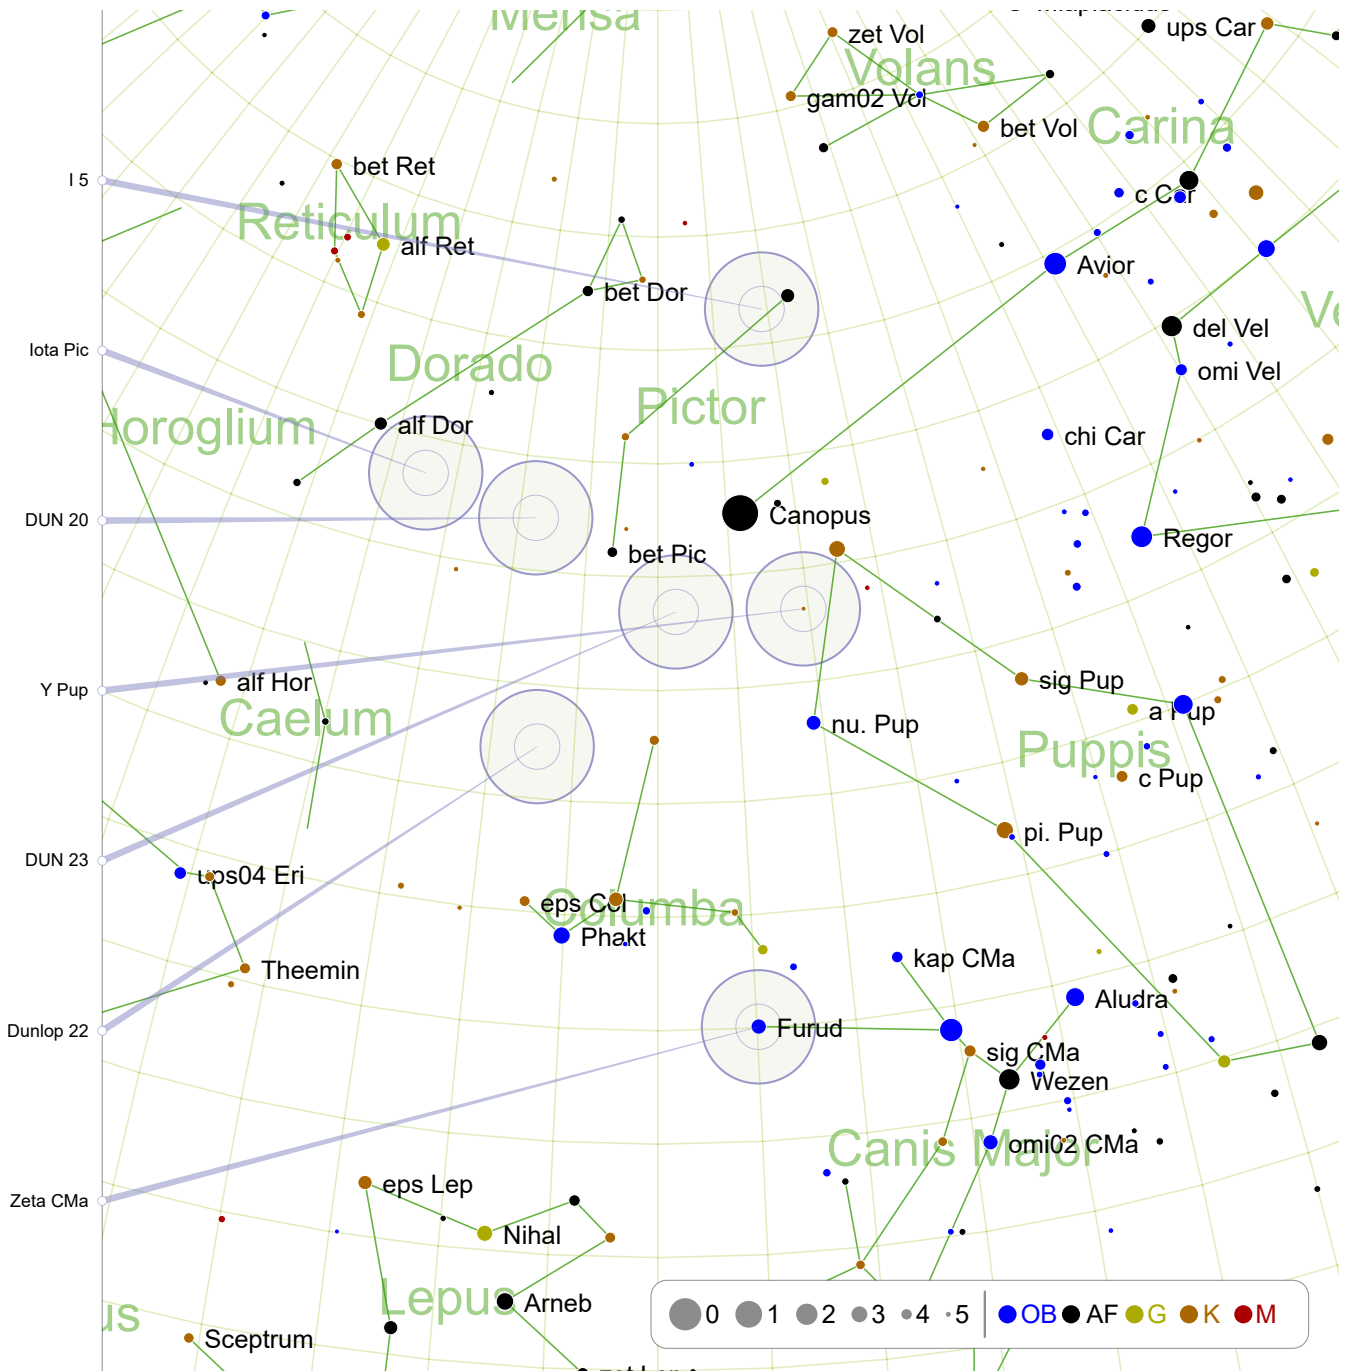 Mensa
zet Vol
ups Car
Volans
gam02 Vol
bet Vol
Carina
bet Ret
I 5
c Car
Reticulum
alf Ret
Avior
bet Dor
del Vel
Iota Pic
Dorado
omi Vel
Pictor
Horoglium
alf Dor
chi Car
DUN 20
Canopus
Regor
bet Pic
Y Pup
alf Hor
sig Pup
Caelum
nu. Pup
a Pup
Puppis
c Pup
pi. Pup
DUN 23
ups04 Eri
eps Col
Columba
Phakt
kap CMa
Theemin
Aludra
Dunlop 22
Furud
sig CMa
Wezen
Canis Major
omi02 CMa
eps Lep
Zeta CMa
Nihal
Lepus
Arneb
us
Sceptrum
0 1 2 3 4 5 OB AF G K M